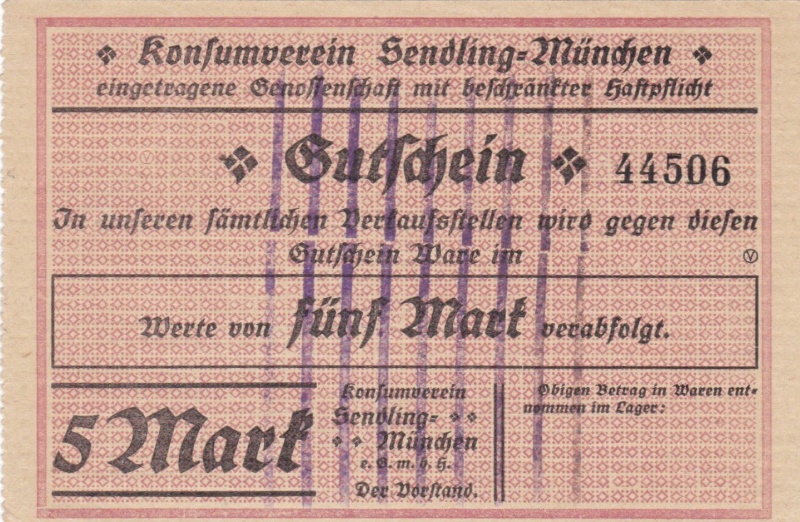 Konsumverein Sendling-München
eingetragene Genossenschaft mit beschränkter Haftpflicht
Gutschein 44506
In unseren sämtlichen Verkaufsstellen wird gegen diesen
Gutschein Ware im
V
Werte von fünf Mark verabfolgt.
5 Mark
Konsumverein
Sendling-
München
e. G. m. b. H.
Der Vorstand.
Obigen Betrag in Waren ent-
nommen im Lager: